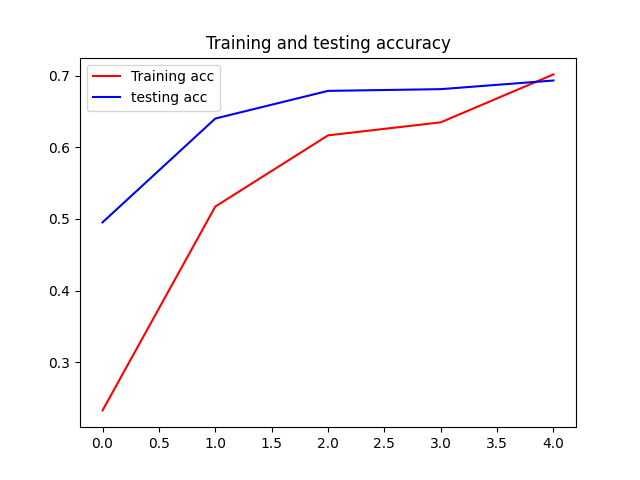 Training and testing accuracy
Training acc
testing acc
0.7
0.6
0.5
0.4
0.3
0.0 0.5 1.0 1.5 2.0 2.5 3.0 3.5 4.0